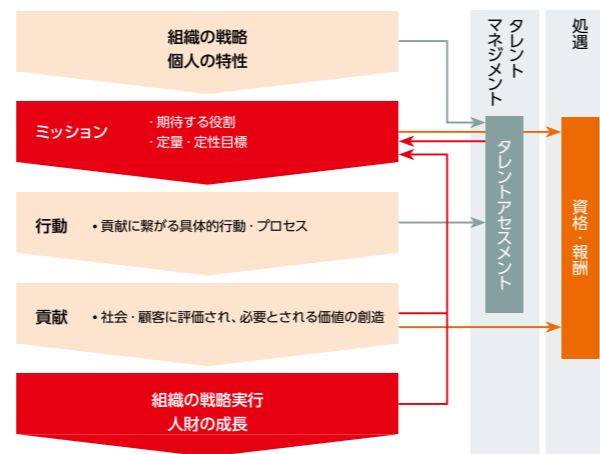 組織の戦略
個人の特性
ミッション
・期待する役割
・定量・定性目標
行動
•貢献に繋がる具体的行動・プロセス
貢献
•社会・顧客に評価され、必要とされる価値の創造
組織の戦略実行
人財の成長
タレント
マネジメント
タレントアセスメント
処遇
資格・報酬